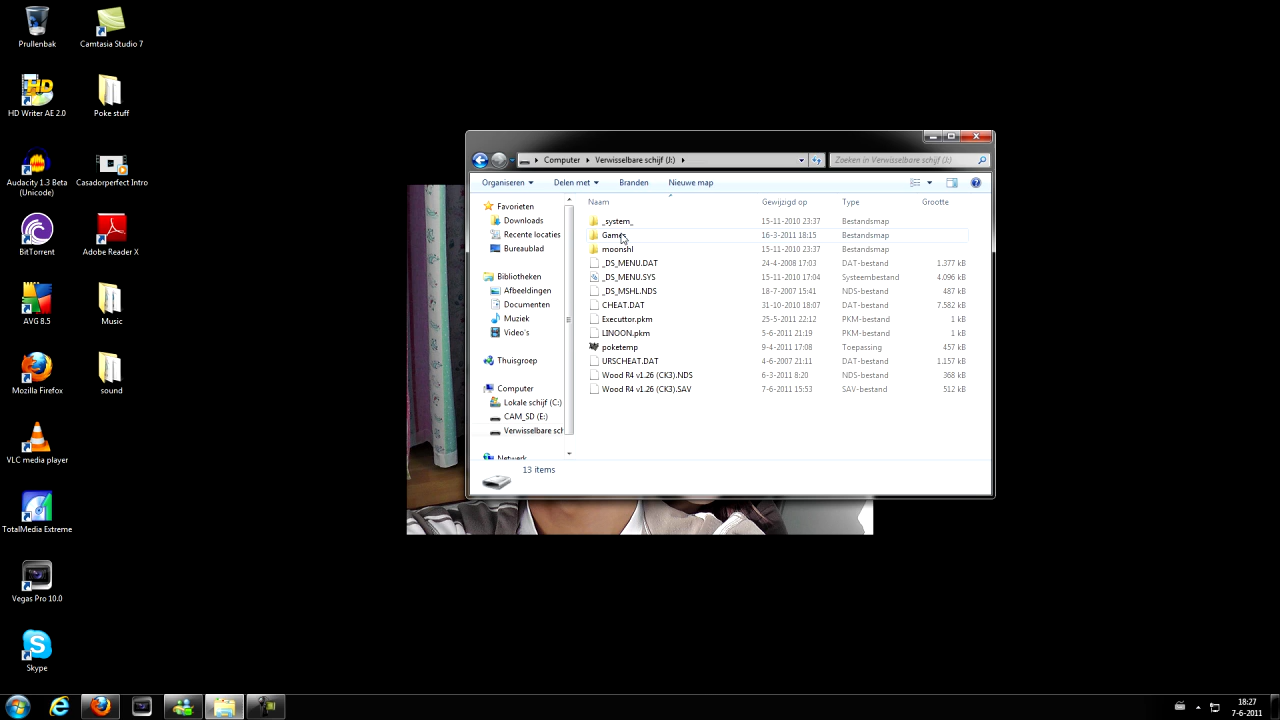 Prullenbak
Camtasia Studio 7
HD Writer AE 2.0
Poke stuff
Audacity 1.3 Beta
(Unicode)
Casadorperfect Intro
BitTorrent
Adobe Reader X
AVG 8.5
Music
Mozilla Firefox
sound
VLC media player
TotalMedia Extreme
Vegas Pro 10.0
Skype
Computer Verwisselbare schijf (J:)
Zoeken in Verwisselbare schijf (J:)
Organiseren Delen met Branden Nieuwe map
Favorieten
Downloads
Recente locaties
Bureaublad
Bibliotheken
Afbeeldingen
Documenten
Muziek
Video's
Thuisgroep
Computer
Lokale schijf (C:)
CAM_SD (E:)
Verwisselbare sch
Netwerk
Naam Gewijzigd op Type Grootte
_system_ 15-11-2010 23:37 Bestandsmap
Games 16-3-2011 18:15 Bestandsmap
moonshl 15-11-2010 23:37 Bestandsmap
_DS_MENU.DAT 24-4-2008 17:03 DAT-bestand 1.377 kB
_DS_MENU.SYS 15-11-2010 17:04 Systeembestand 4.096 kB
_DS_MSHL.NDS 18-7-2007 15:41 NDS-bestand 487 kB
CHEAT.DAT 31-10-2010 18:07 DAT-bestand 7.582 kB
Executtor.pkm 25-5-2011 22:12 PKM-bestand 1 kB
LINOON.pkm 5-6-2011 21:19 PKM-bestand 1 kB
poketemp 9-4-2011 17:08 Toepassing 457 kB
URSCHEAT.DAT 4-6-2007 21:11 DAT-bestand 1.157 kB
Wood R4 v1.26 (CK3).NDS 6-3-2011 8:20 NDS-bestand 368 kB
Wood R4 v1.26 (CK3).SAV 7-6-2011 15:53 SAV-bestand 512 kB
13 items
18:27
7-6-2011